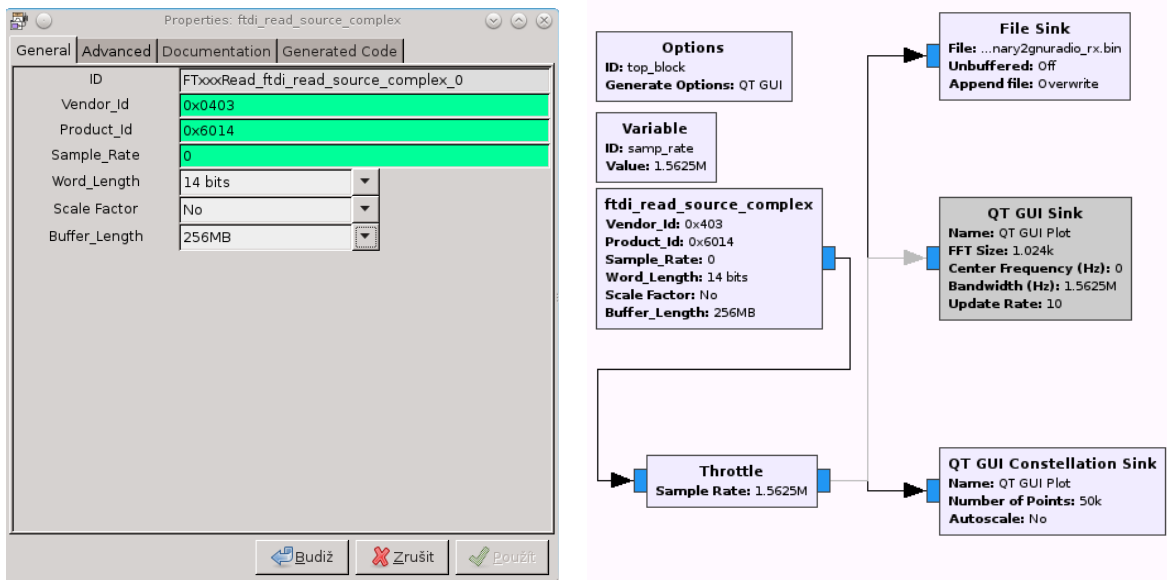 Properties: ftdi_read_source_complex
General Advanced Documentation Generated Code
ID FTxxxRead_ftdi_read_source_complex_0
Vendor_Id 0x0403
Product_Id 0x6014
Sample_Rate 0
Word_Length 14 bits
Scale Factor No
Buffer_Length 256MB
Budiž Zrušit Použít
Options
ID: top_block
Generate Options: QT GUI
Variable
ID: samp_rate
Value: 1.5625M
ftdi_read_source_complex
Vendor_Id: 0x403
Product_Id: 0x6014
Sample_Rate: 0
Word_Length: 14 bits
Scale Factor: No
Buffer_Length: 256MB
Throttle
Sample Rate: 1.5625M
File Sink
File: ...nary2gnuradio_rx.bin
Unbuffered: Off
Append file: Overwrite
QT GUI Sink
Name: QT GUI Plot
FFT Size: 1.024k
Center Frequency (Hz): 0
Bandwidth (Hz): 1.5625M
Update Rate: 10
QT GUI Constellation Sink
Name: QT GUI Plot
Number of Points: 50k
Autoscale: No